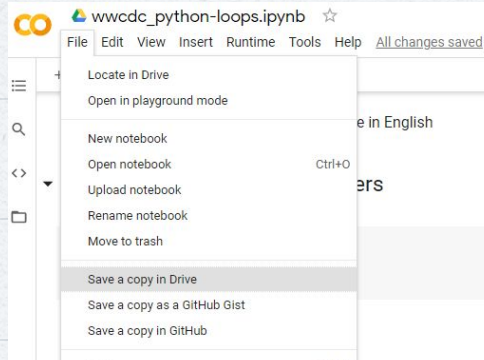 wwcdc_python-loops.ipynb
File Edit View Insert Runtime Tools Help All changes saved
+
Locate in Drive
Open in playground mode
e in English
New notebook
Open notebook Ctrl+O
ers
Upload notebook
Rename notebook
Move to trash
Save a copy in Drive
Save a copy as a GitHub Gist
Save a copy in GitHub